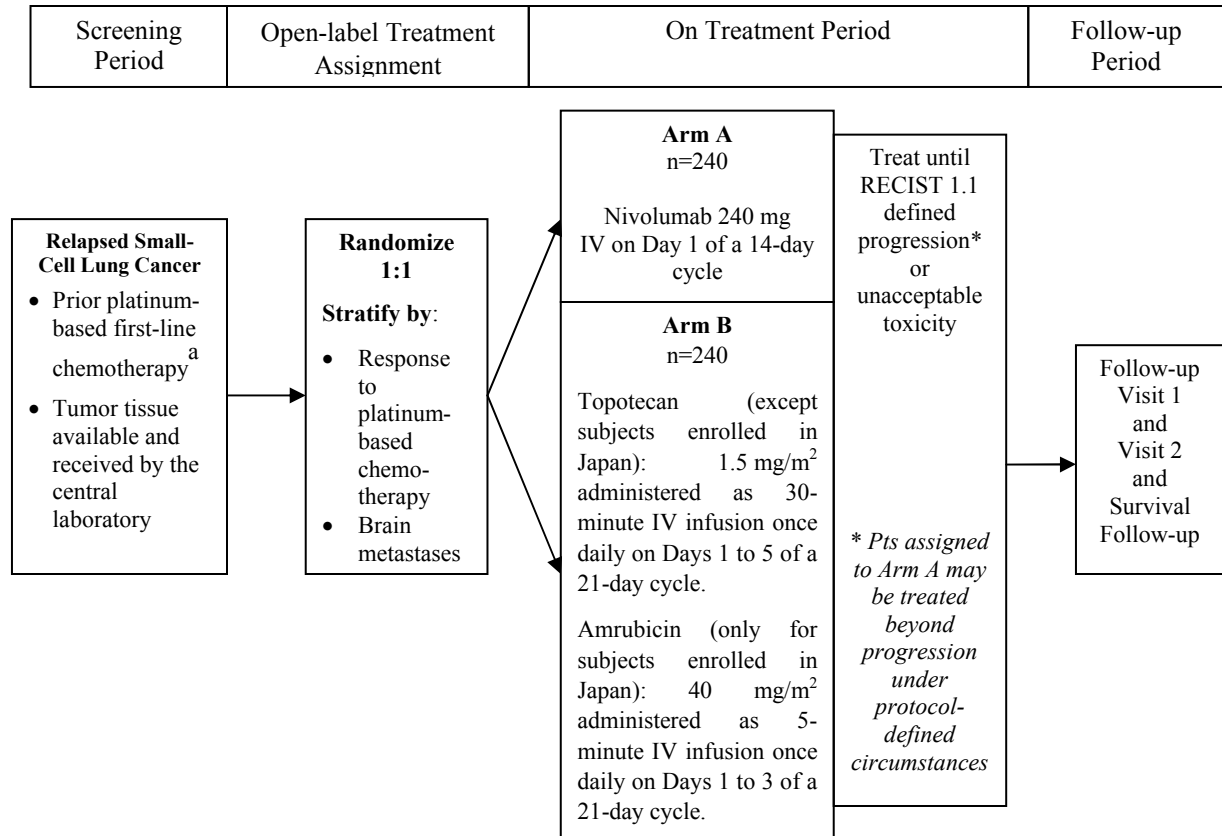 Screening
Period
Open-label Treatment
Assignment
On Treatment Period
Follow-up
Period
Relapsed Small-
Cell Lung Cancer
• Prior platinum-
based first-line
chemotherapy^a
• Tumor tissue
available and
received by the
central
laboratory
Randomize
1:1
Stratify by:
• Response
to
platinum-
based
chemo-
therapy
• Brain
metastases
Arm A
n=240
Nivolumab 240 mg
IV on Day 1 of a 14-day
cycle
Arm B
n=240
Topotecan (except
subjects enrolled in
Japan): 1.5 mg/m²
administered as 30-
minute IV infusion once
daily on Days 1 to 5 of a
21-day cycle.
Amrubicin (only for
subjects enrolled in
Japan): 40 mg/m²
administered as 5-
minute IV infusion once
daily on Days 1 to 3 of a
21-day cycle.
Treat until
RECIST 1.1
defined
progression*
or
unacceptable
toxicity
* Pts assigned
to Arm A may
be treated
beyond
progression
under
protocol-
defined
circumstances
Follow-up
Visit 1
and
Visit 2
and
Survival
Follow-up